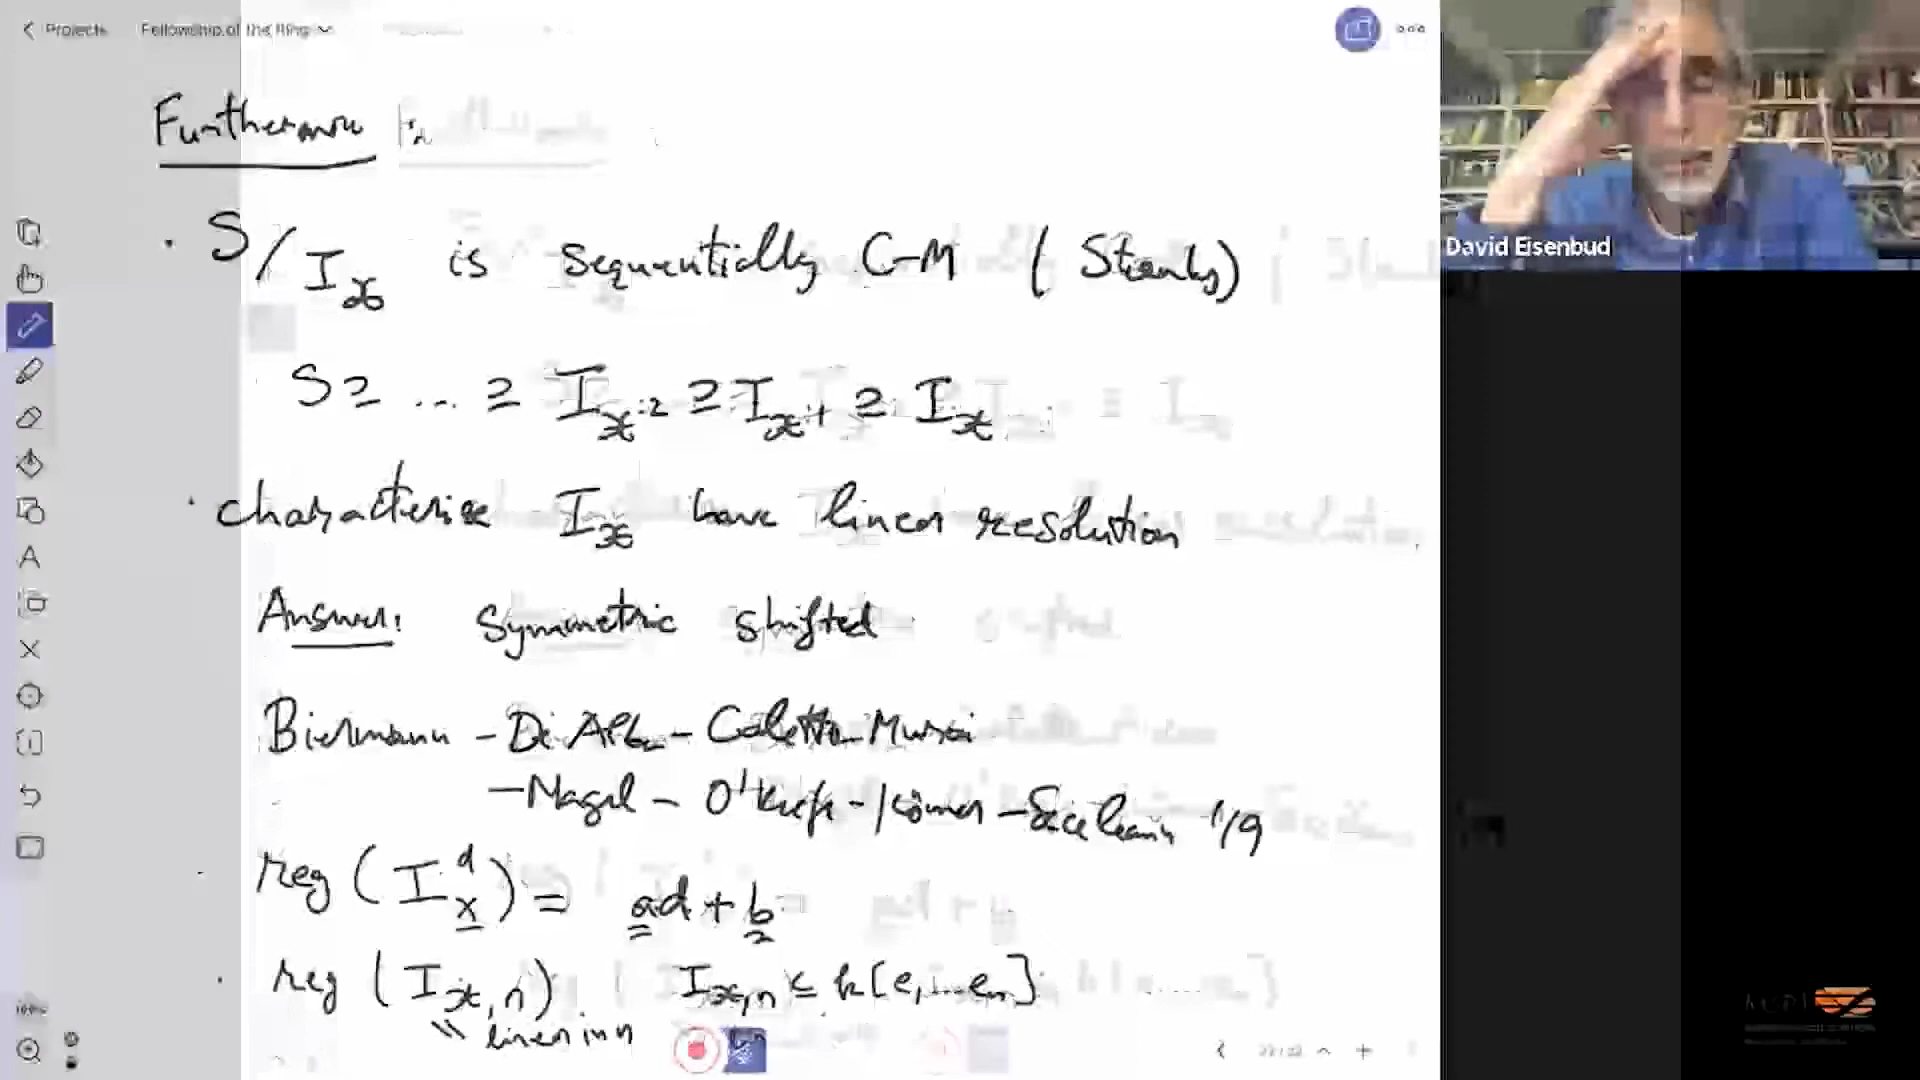 Projects Fellowship of the Ring
Furthermore
· S/I_x is sequentially C-M (Stanley)
S ⊇ ... ⊇ I_x:2 ⊇ I_x:1 ⊇ I_x
· characterise I_x have linear resolution
Answer: Symmetric shifted
Biermann - De Alba - Galetto - Murai
- Nagel - O'Keefe - Römer - Seceleanu '19
reg (I_x^d) = ad + b
· reg (I_x,n) I_x,n ⊆ k[e, ... e_n]
linear in n
David Eisenbud